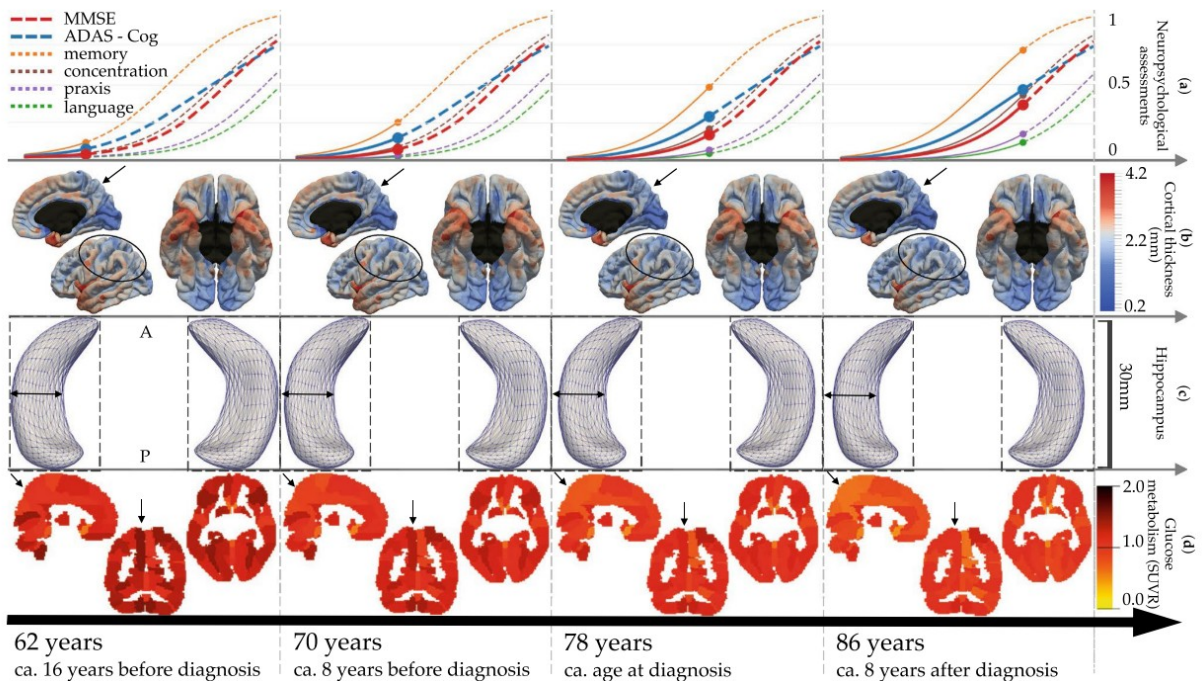 MMSE
ADAS - Cog
memory
concentration
praxis
language
1
0.5
0
Neuropsychological
assessments
(a)
4.2
2.2
0.2
Cortical thickness
(mm)
(b)
A
P
30mm
Hippocampus
(c)
2.0
1.0
0.0
Glucose
metabolism (SUVR)
(d)
62 years
ca. 16 years before diagnosis
70 years
ca. 8 years before diagnosis
78 years
ca. age at diagnosis
86 years
ca. 8 years after diagnosis